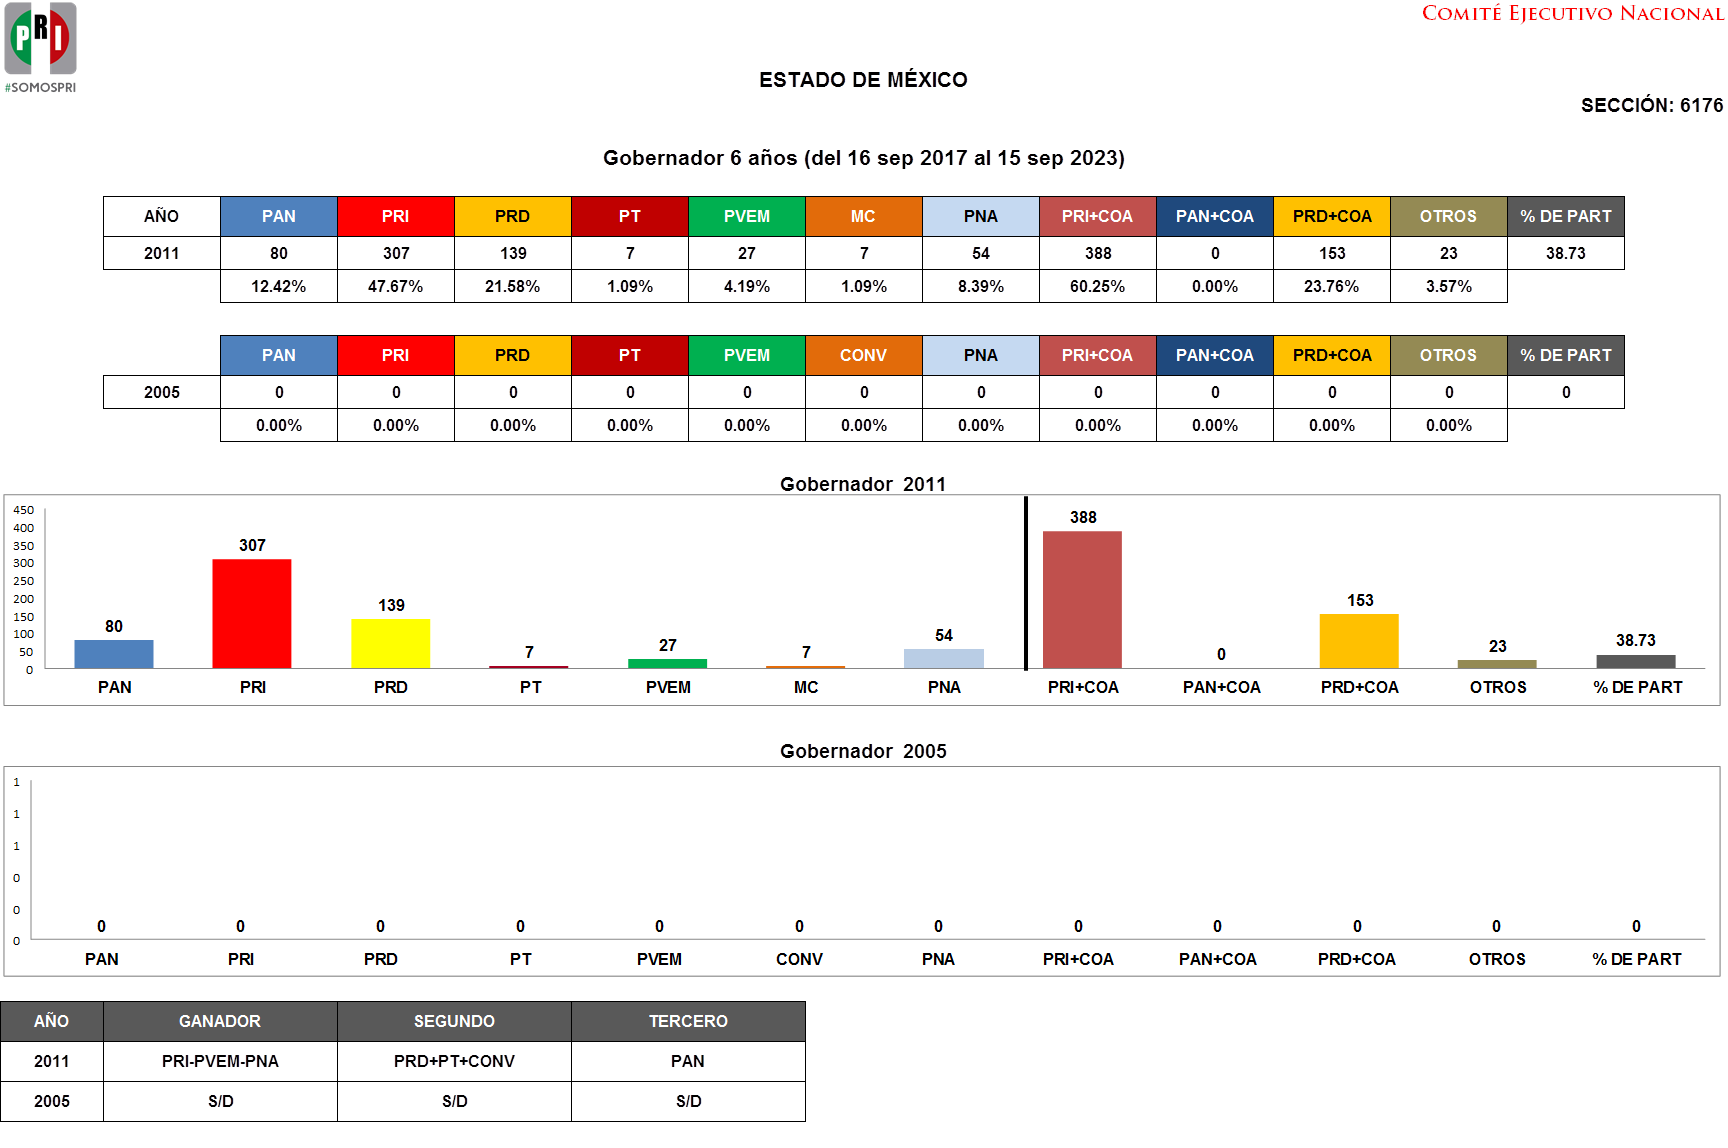 PRI
#SOMOSPRI
COMITÉ EJECUTIVO NACIONAL
ESTADO DE MÉXICO
SECCIÓN: 6176
Gobernador 6 años (del 16 sep 2017 al 15 sep 2023)
AÑO PAN PRI PRD PT PVEM MC PNA PRI+COA PAN+COA PRD+COA OTROS % DE PART
2011 80 307 139 7 27 7 54 388 0 153 23 38.73
12.42% 47.67% 21.58% 1.09% 4.19% 1.09% 8.39% 60.25% 0.00% 23.76% 3.57%
PAN PRI PRD PT PVEM CONV PNA PRI+COA PAN+COA PRD+COA OTROS % DE PART
2005 0 0 0 0 0 0 0 0 0 0 0 0
0.00% 0.00% 0.00% 0.00% 0.00% 0.00% 0.00% 0.00% 0.00% 0.00% 0.00%
Gobernador 2011
450
400
350
300
250
200
150
100
50
0
80 307 139 7 27 7 54 388 0 153 23 38.73
PAN PRI PRD PT PVEM MC PNA PRI+COA PAN+COA PRD+COA OTROS % DE PART
Gobernador 2005
1
1
1
0
0
0
0 0 0 0 0 0 0 0 0 0 0 0
PAN PRI PRD PT PVEM CONV PNA PRI+COA PAN+COA PRD+COA OTROS % DE PART
AÑO GANADOR SEGUNDO TERCERO
2011 PRI-PVEM-PNA PRD+PT+CONV PAN
2005 S/D S/D S/D